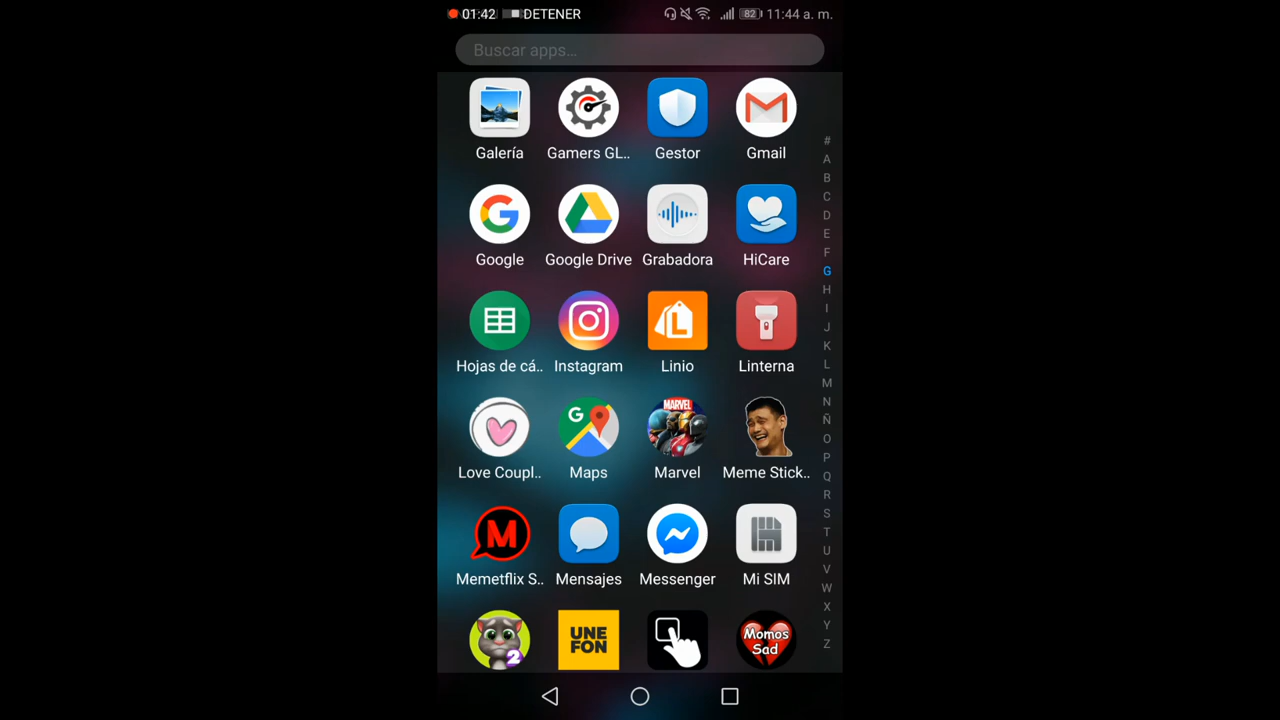 01:42 DETENER 82 11:44 a. m.
Buscar apps...
Galería Gamers GL.. Gestor Gmail
Google Google Drive Grabadora HiCare
Hojas de cá.. Instagram Linio Linterna
G
MARVEL
Love Coupl.. Maps Marvel Meme Stick..
M
Memetflix S.. Mensajes Messenger Mi SIM
2 UNE FON Momos Sad
#
A
B
C
D
E
F
G
H
I
J
K
L
M
N
Ñ
O
P
Q
R
S
T
U
V
W
X
Y
Z